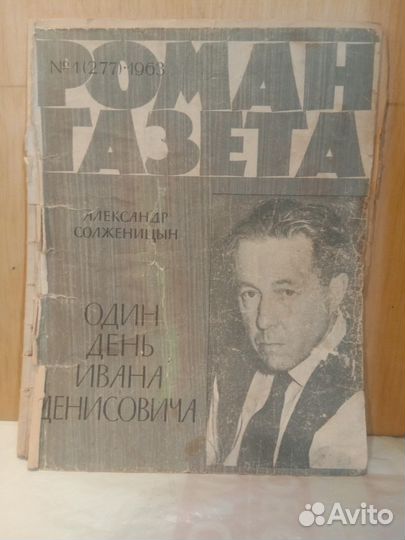 №1(277)·1963
РОМАН
ГАЗЕТА
АЛЕКСАНДР
СОЛЖЕНИЦЫН
ОДИН
ДЕНЬ
ИВАНА
ДЕНИСОВИЧА
Avito